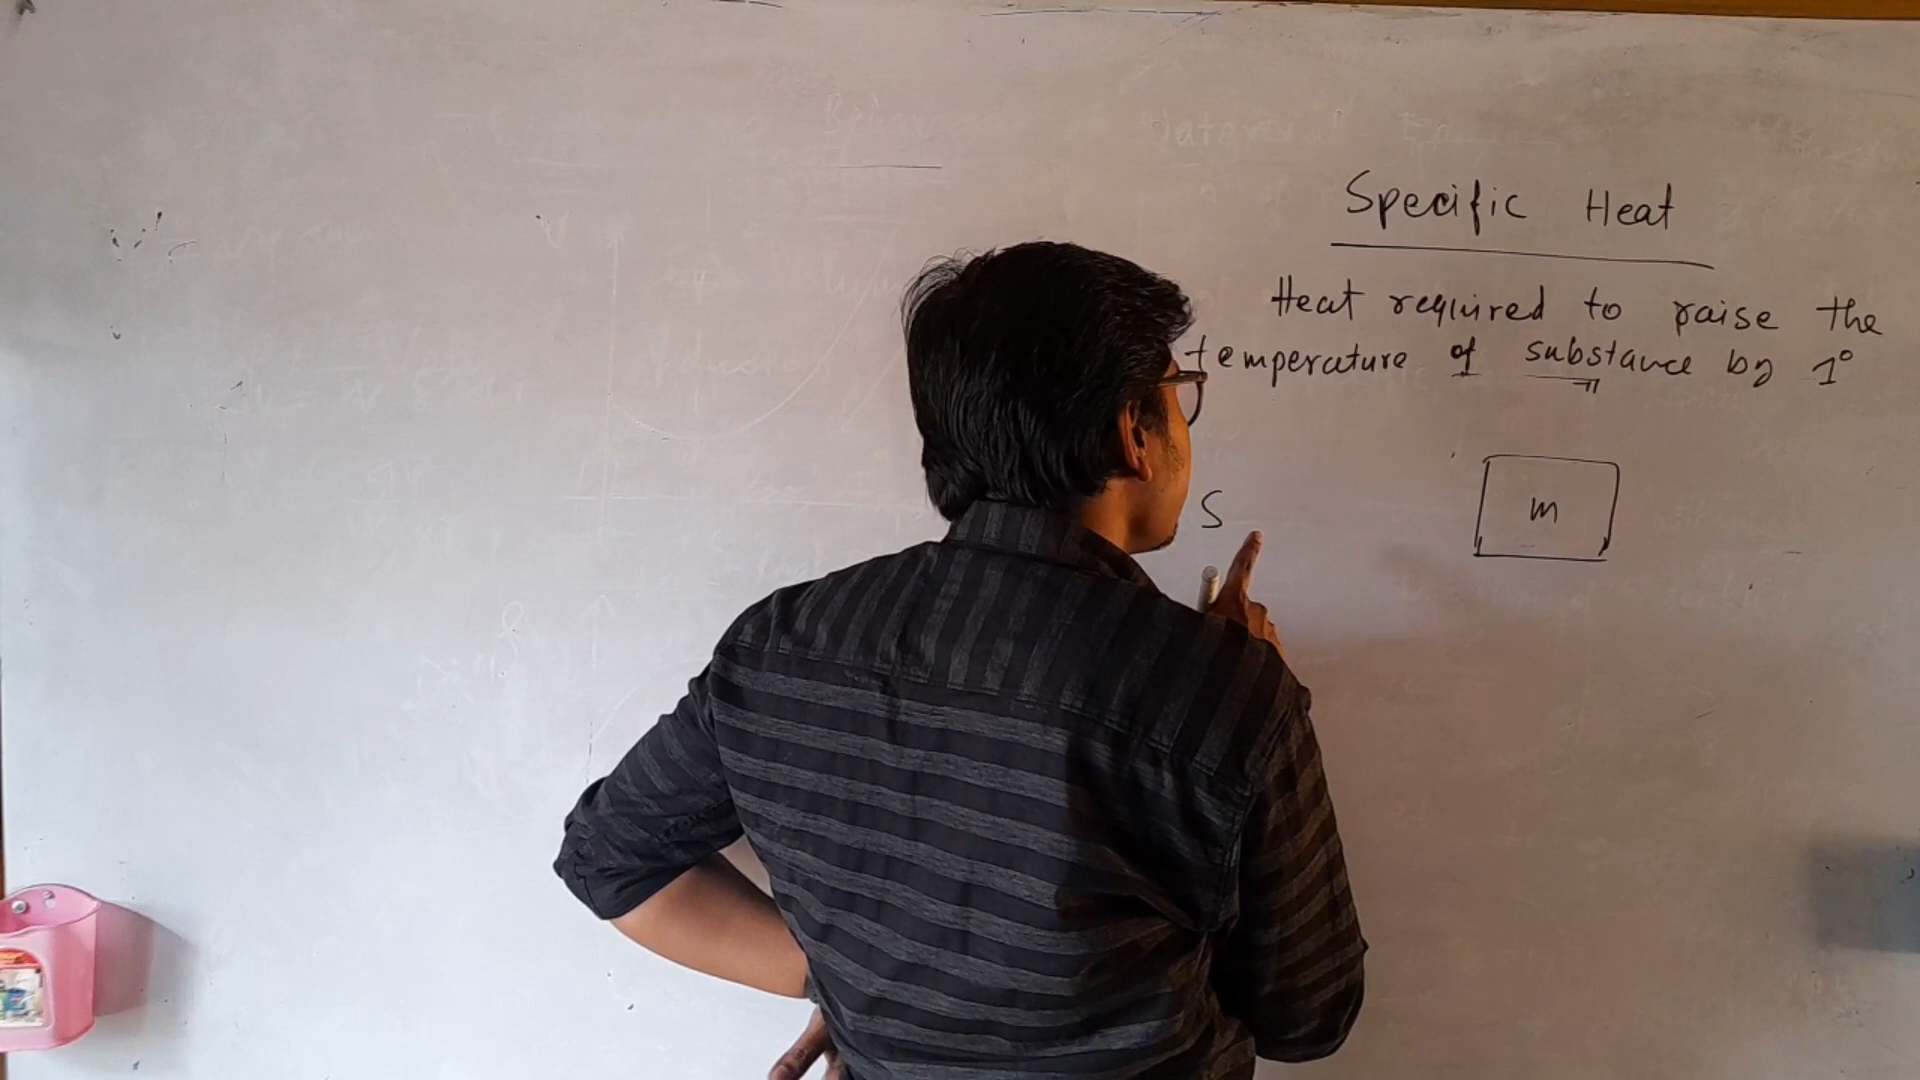 Specific Heat
Heat required to raise the
temperature of substance by 1°
S
m